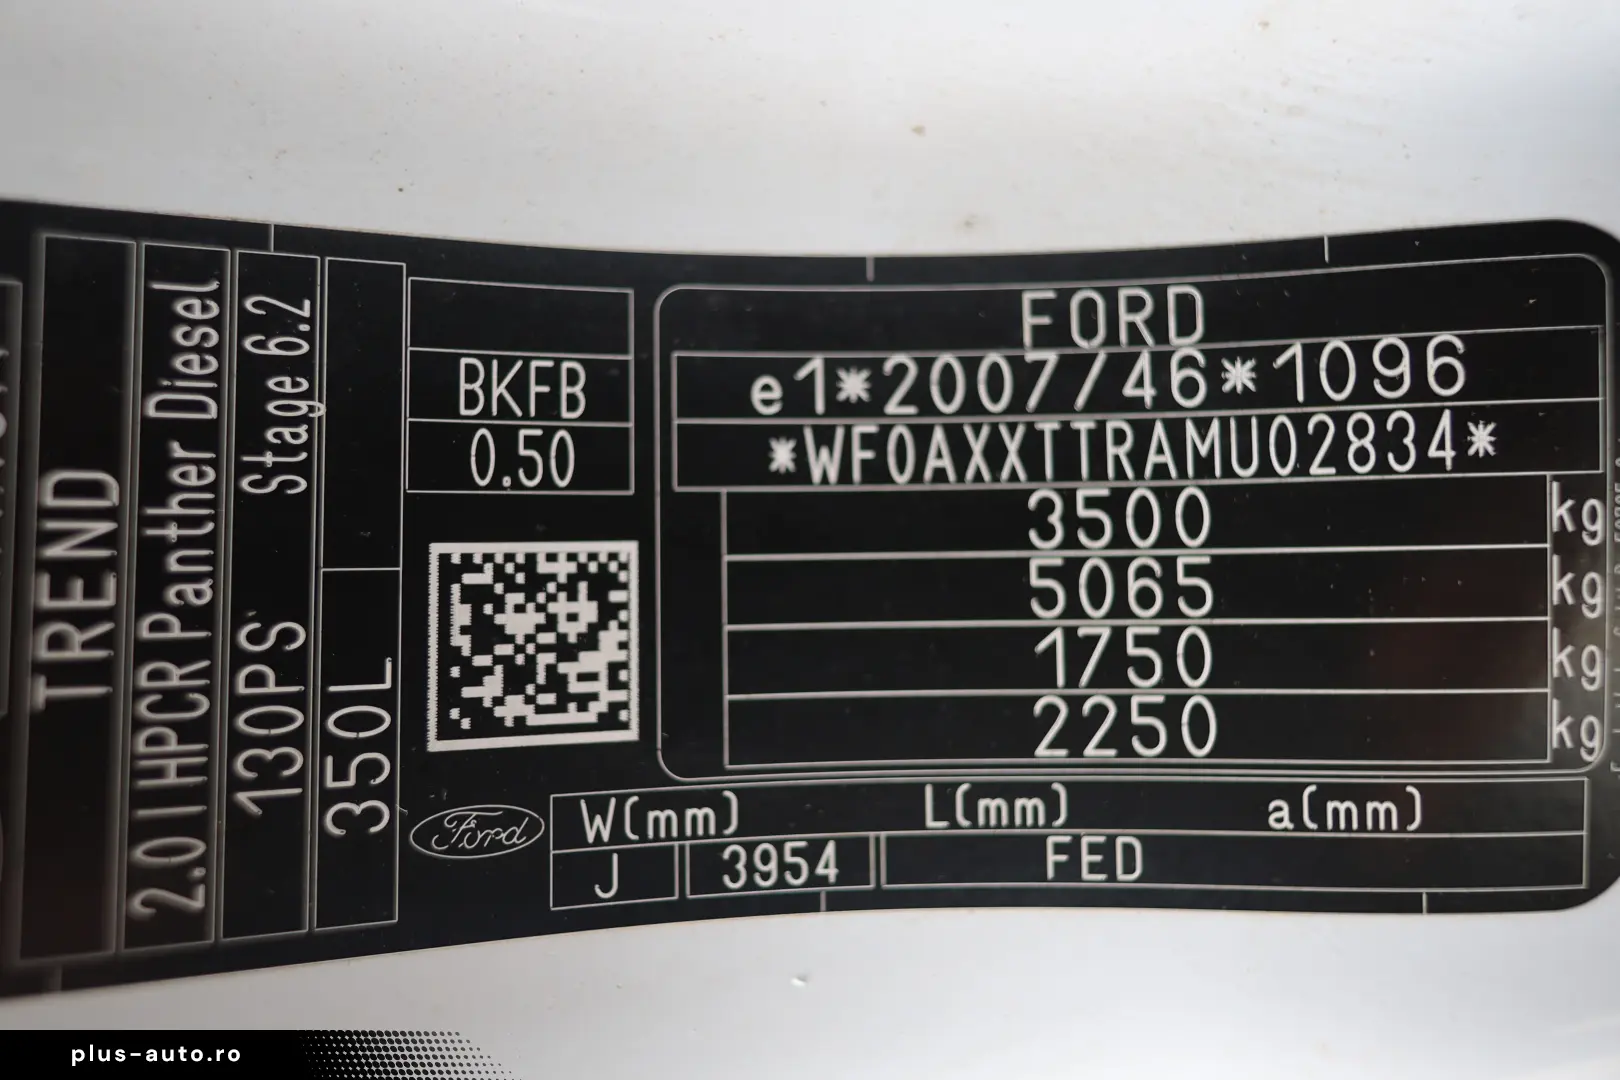 TREND
2.0 l HPCR Panther Diesel
130PS Stage 6.2
350L
BKFB
0.50
Ford
FORD
e1*2007/46*1096
*WF0AXXTTRAMU02834*
3500 kg
5065 kg
1750 kg
2250 kg
W(mm) L(mm) a(mm)
J 3954 FED
plus-auto.ro